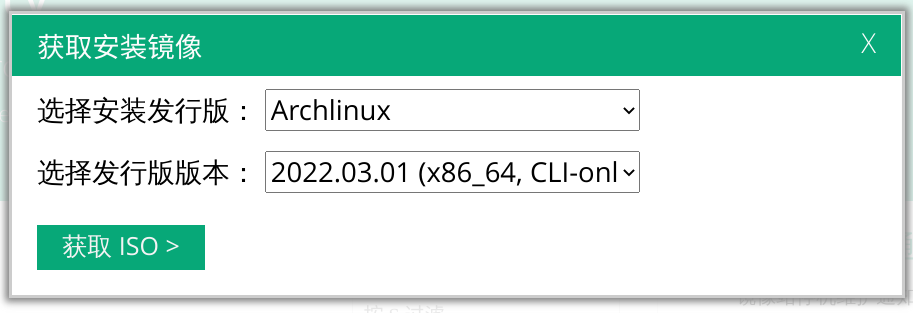 获取安装镜像 X
选择安装发行版： Archlinux
选择发行版版本： 2022.03.01 (x86_64, CLI-onl
获取 ISO >